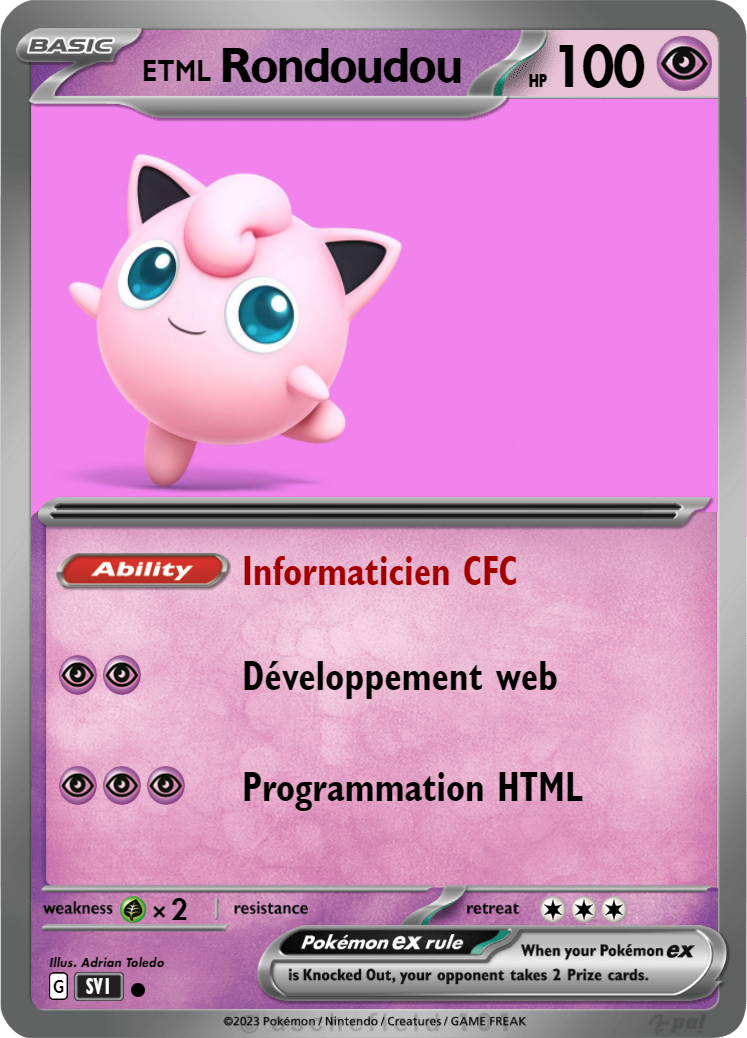 BASIC
ETML Rondoudou HP 100
Ability Informaticien CFC
Développement web
Programmation HTML
weakness × 2 resistance retreat
Pokémon ex rule When your Pokémon ex
is Knocked Out, your opponent takes 2 Prize cards.
Illus. Adrian Toledo
G SVI
©2023 Pokémon / Nintendo / Creatures / GAME FREAK